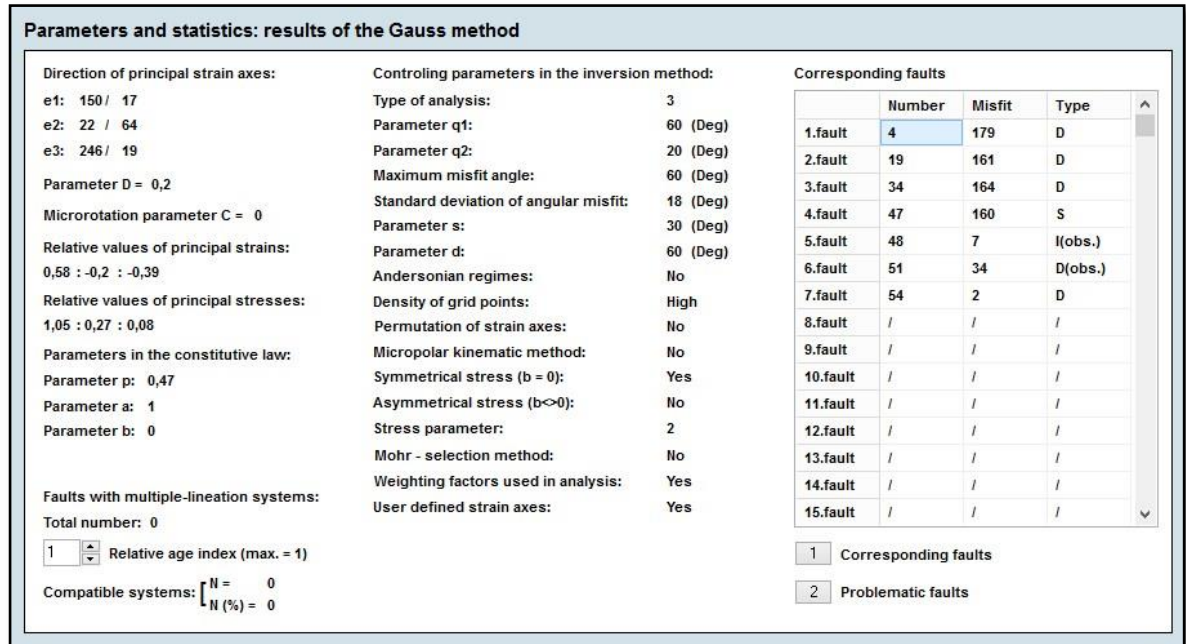 Parameters and statistics: results of the Gauss method
Direction of principal strain axes:
e1: 150 / 17
e2: 22 / 64
e3: 246 / 19
Parameter D = 0,2
Microrotation parameter C = 0
Relative values of principal strains:
0,58 : -0,2 : -0,39
Relative values of principal stresses:
1,05 : 0,27 : 0,08
Parameters in the constitutive law:
Parameter p: 0,47
Parameter a: 1
Parameter b: 0
Faults with multiple-lineation systems:
Total number: 0
1 Relative age index (max. = 1)
Compatible systems: [ N = 0
N (%) = 0
Controling parameters in the inversion method:
Type of analysis: 3
Parameter q1: 60 (Deg)
Parameter q2: 20 (Deg)
Maximum misfit angle: 60 (Deg)
Standard deviation of angular misfit: 18 (Deg)
Parameter s: 30 (Deg)
Parameter d: 60 (Deg)
Andersonian regimes: No
Density of grid points: High
Permutation of strain axes: No
Micropolar kinematic method: No
Symmetrical stress (b = 0): Yes
Asymmetrical stress (b<>0): No
Stress parameter: 2
Mohr - selection method: No
Weighting factors used in analysis: Yes
User defined strain axes: Yes
Corresponding faults
Number Misfit Type
1.fault 4 179 D
2.fault 19 161 D
3.fault 34 164 D
4.fault 47 160 S
5.fault 48 7 I(obs.)
6.fault 51 34 D(obs.)
7.fault 54 2 D
8.fault / / /
9.fault / / /
10.fault / / /
11.fault / / /
12.fault / / /
13.fault / / /
14.fault / / /
15.fault / / /
1 Corresponding faults
2 Problematic faults